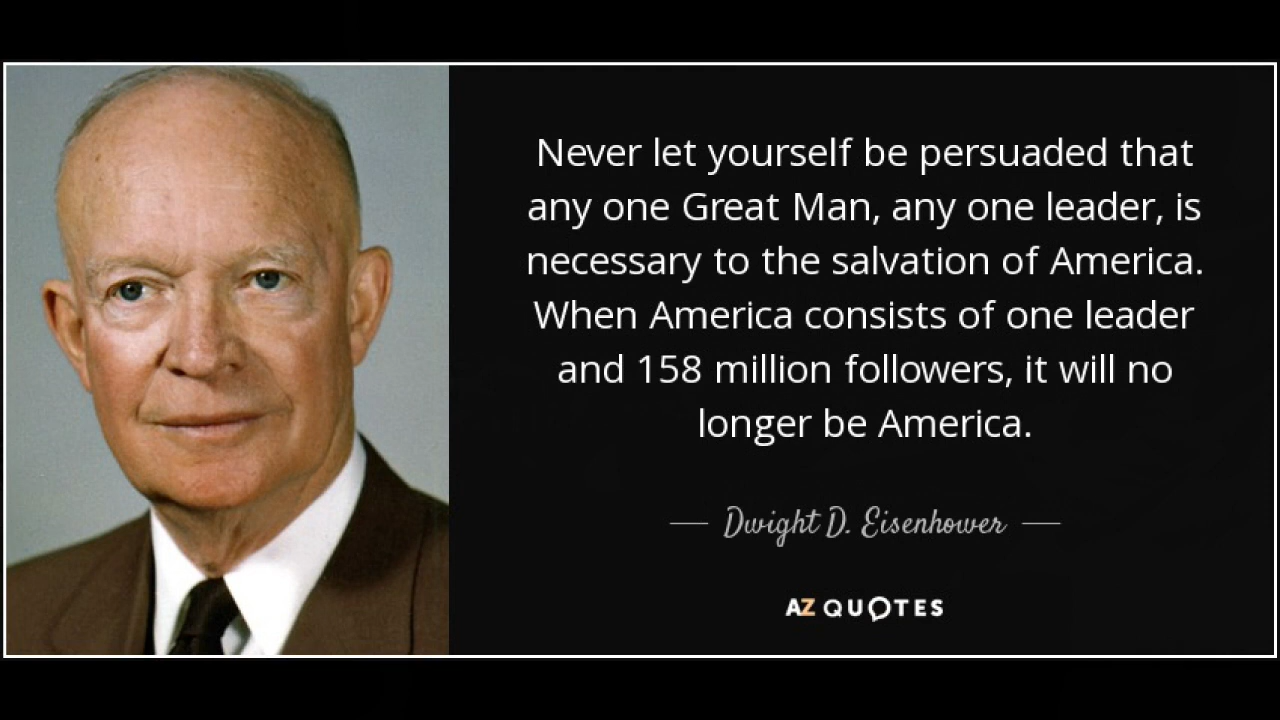 Never let yourself be persuaded that
any one Great Man, any one leader, is
necessary to the salvation of America.
When America consists of one leader
and 158 million followers, it will no
longer be America.
Dwight D. Eisenhower
AZ QUOTES